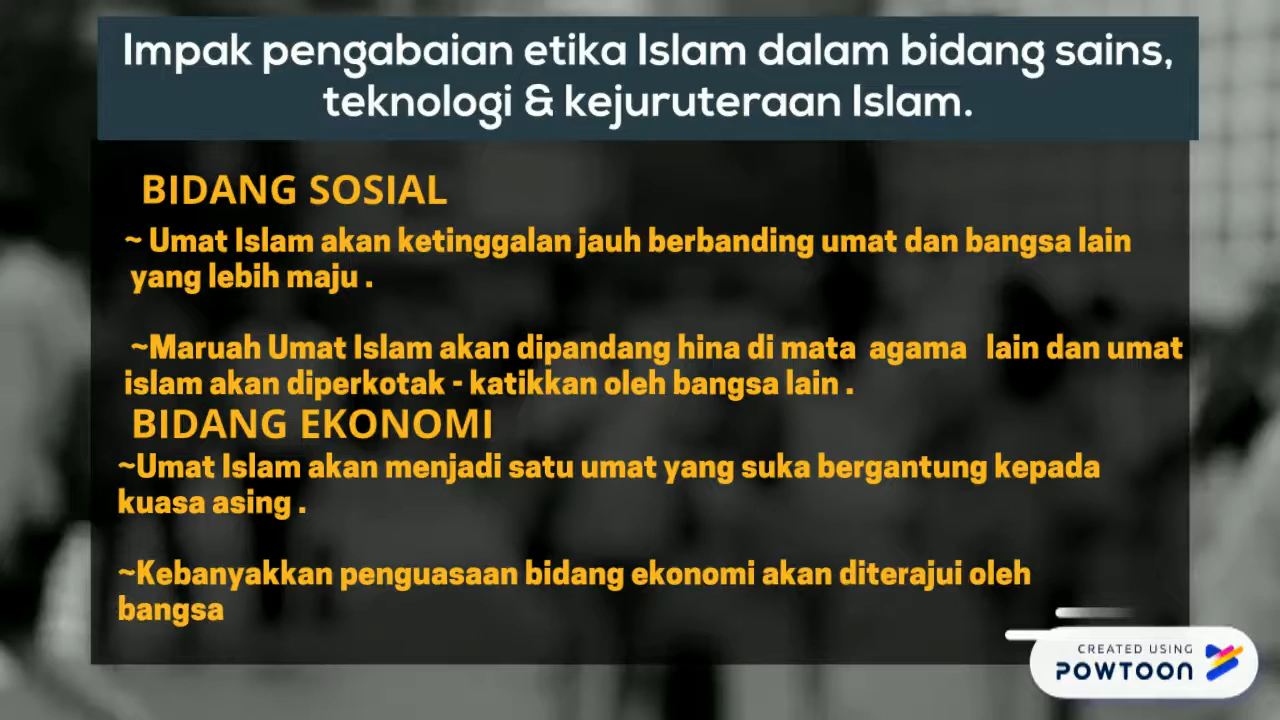 Impak pengabaian etika Islam dalam bidang sains,
teknologi & kejuruteraan Islam.
BIDANG SOSIAL
~ Umat Islam akan ketinggalan jauh berbanding umat dan bangsa lain
yang lebih maju .
~Maruah Umat Islam akan dipandang hina di mata agama lain dan umat
islam akan diperkotak - katikkan oleh bangsa lain .
BIDANG EKONOMI
~Umat Islam akan menjadi satu umat yang suka bergantung kepada
kuasa asing .
~Kebanyakkan penguasaan bidang ekonomi akan diterajui oleh
bangsa
CREATED USING
POWTOON